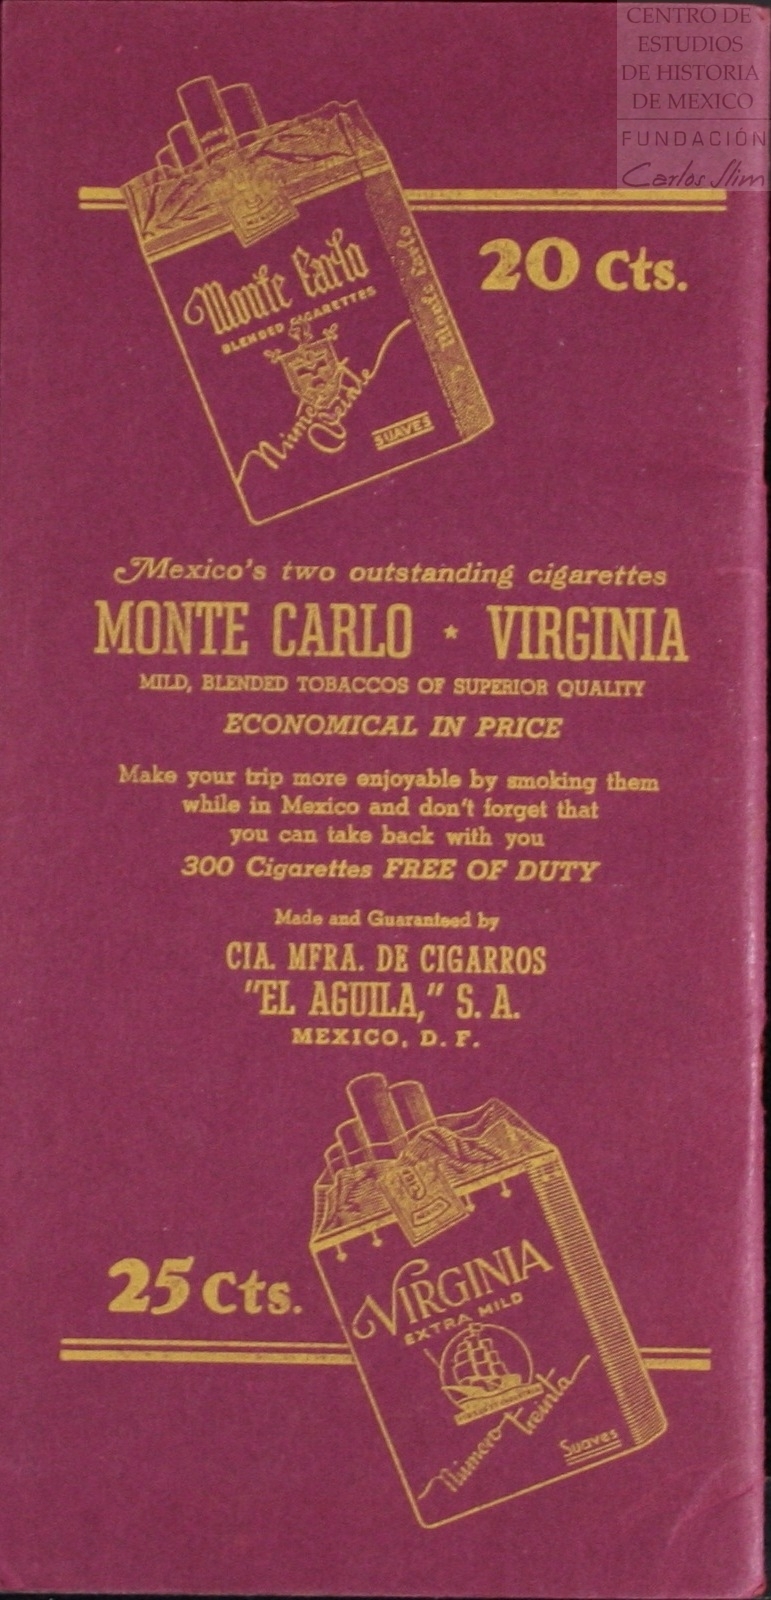 CENTRO DE
ESTUDIOS
DE HISTORIA
DE MEXICO
FUNDACIÓN
Carlos Slim
20 Cts.
Monte Carlo
BLENDED CIGARETTES
Monte Carlo
Número
Veinte
SUAVES
Mexico's two outstanding cigarettes
MONTE CARLO * VIRGINIA
MILD, BLENDED TOBACCOS OF SUPERIOR QUALITY
ECONOMICAL IN PRICE
Make your trip more enjoyable by smoking them
while in Mexico and don't forget that
you can take back with you
300 Cigarettes FREE OF DUTY
Made and Guaranteed by
CIA. MFRA. DE CIGARROS
"EL AGUILA," S. A.
MEXICO, D. F.
25 Cts.
VIRGINIA
EXTRA MILD
Número Treinta
Suaves